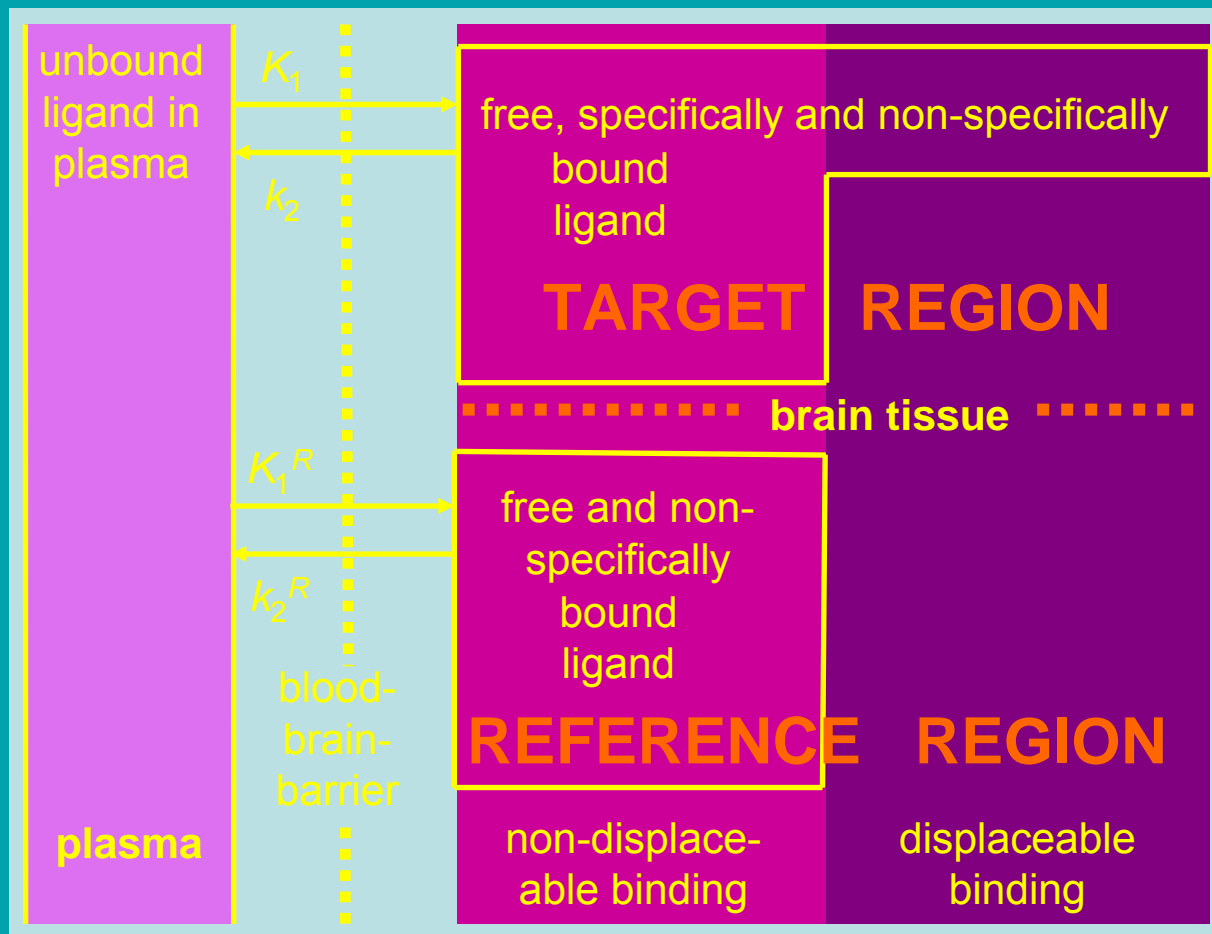 unbound
ligand in
plasma
K₁
k₂
free, specifically and non-specifically
bound
ligand
TARGET REGION
brain tissue
K₁ᴿ
k₂ᴿ
free and non-
specifically
bound
ligand
REFERENCE REGION
blood-
brain-
barrier
plasma
non-displace-
able binding
displaceable
binding